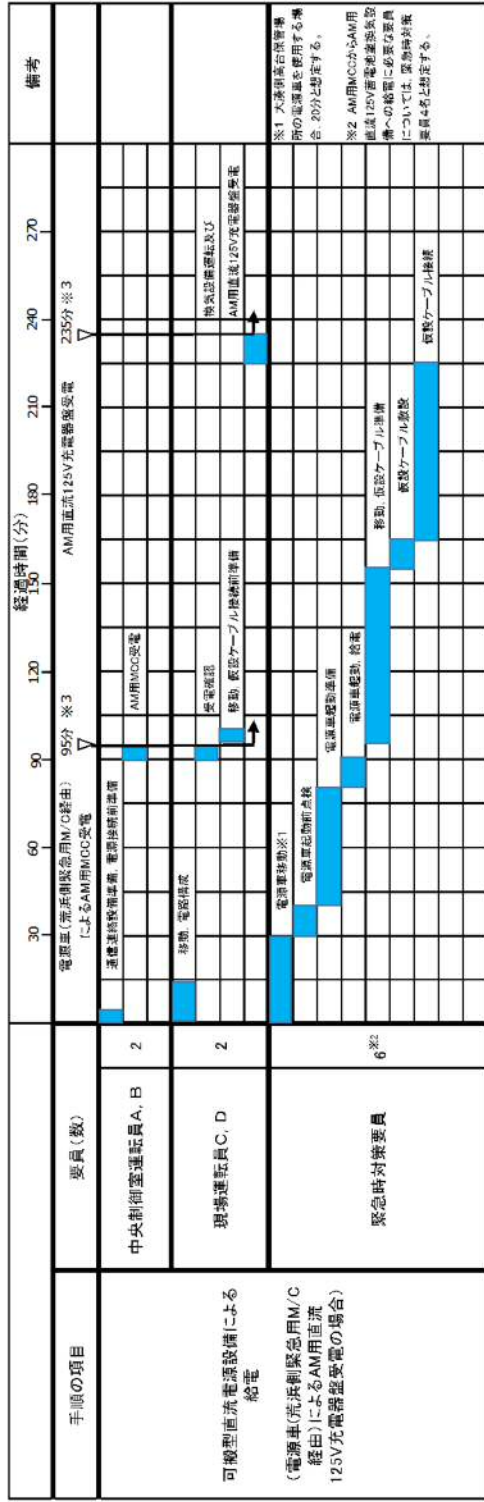 手順の項目
要員(数)
経過時間(分)
備考
30
60
90
120
150
180
210
240
270
電源車(荒浜側緊急用M/C経由)
によるAM用MCC受電
95分 ※3
AM用直流125V充電器盤受電
235分 ※3
可搬型直流電源設備による
給電
(電源車(荒浜側緊急用M/C
経由)によるAM用直流
125V充電器盤受電の場合)
中央制御室運転員A, B
2
通信連絡設備準備, 電源接続前準備
AM用MCC受電
現場運転員C, D
2
移動, 電路構成
受電確認
移動, 仮設ケーブル接続前準備
換気設備運転及び
AM用直流125V充電器盤受電
緊急時対策要員
6※2
電源車移動※1
電源車起動前点検
電源車起動準備
電源車起動, 給電
移動, 仮設ケーブル準備
仮設ケーブル敷設
仮設ケーブル接続
※1 大湊側高台保管場
所の電源車を使用する場
合, 20分と想定する。
※2 AM用MCCからAM用
直流125V蓄電池室換気設
備への給電に必要な要員
については, 緊急時対策
要員4名と想定する。